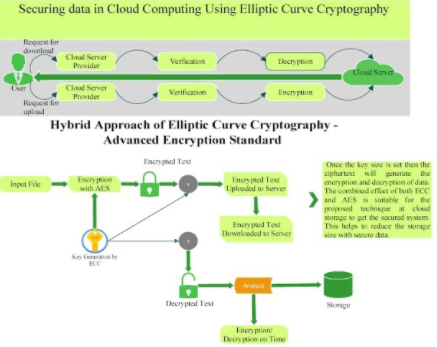 Securing data in Cloud Computing Using Elliptic Curve Cryptography
Request for
download
Cloud Server
Provider
Verfication
Decryption
User
Cloud Server
Request for
upload
Cloud Server
Provider
Verification
Encryption
Hybrid Approach of Elliptic Curve Cryptography -
Advanced Encryption Standard
Encrypted Text
Input File
Encryption
with AES
Encrypted Text
Uploaded to Server
Encrypted Text
Downloaded to Server
Key Generation by
ECC
Once the key size is set then the
ciphertext will generate the
encryption and decryption of data.
The combined effect of both ECC
and AES is suitable for the
proposed technique at cloud
storage to get the secured system.
This helps to reduce the storage
size with secure data.
Decrypted Text
Analysis
Storage
Encryption/
Decryption on Time